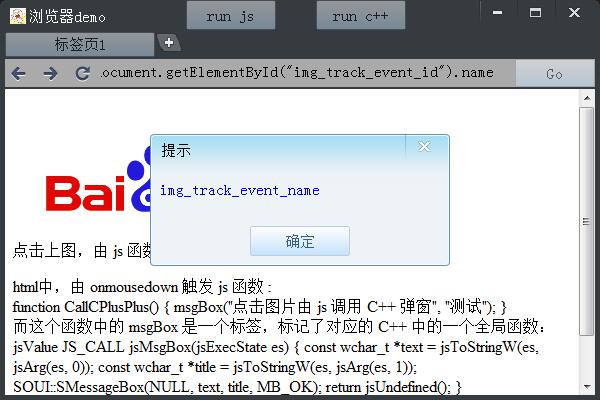 浏览器demo
run js
run c++
标签页1
ocument.getElementById("img_track_event_id").name
Go
提示
img_track_event_name
确定
Bai
点击上图，由 js 函数
html中，由 onmousedown 触发 js 函数 :
function CallCPlusPlus() { msgBox("点击图片由 js 调用 C++ 弹窗", "测试"); }
而这个函数中的 msgBox 是一个标签，标记了对应的 C++ 中的一个全局函数：
jsValue JS_CALL jsMsgBox(jsExecState es) { const wchar_t *text = jsToStringW(es,
jsArg(es, 0)); const wchar_t *title = jsToStringW(es, jsArg(es, 1));
SOUI::SMessageBox(NULL, text, title, MB_OK); return jsUndefined(); }